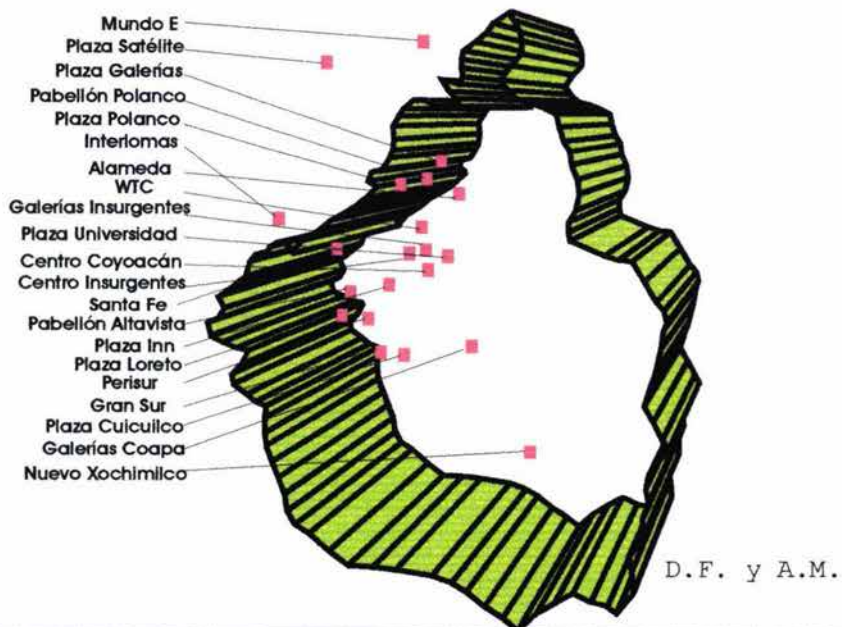 Mundo E
Plaza Satélite
Plaza Galerías
Pabellón Polanco
Plaza Polanco
Interlomas
Alameda
WTC
Galerías Insurgentes
Plaza Universidad
Centro Coyoacán
Centro Insurgentes
Santa Fe
Pabellón Altavista
Plaza Inn
Plaza Loreto
Perisur
Gran Sur
Plaza Cuicuilco
Galerías Coapa
Nuevo Xochimilco
D.F. y A.M.